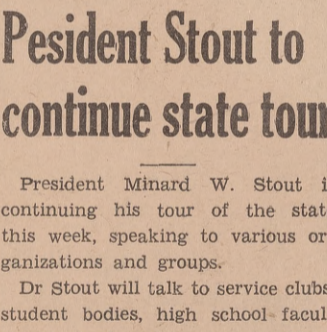 Pesident Stout to
continue state tour
President Minard W. Stout i
continuing his tour of the stat
this week, speaking to various or
ganizations and groups.
Dr Stout will talk to service clubs
student bodies, high school facul